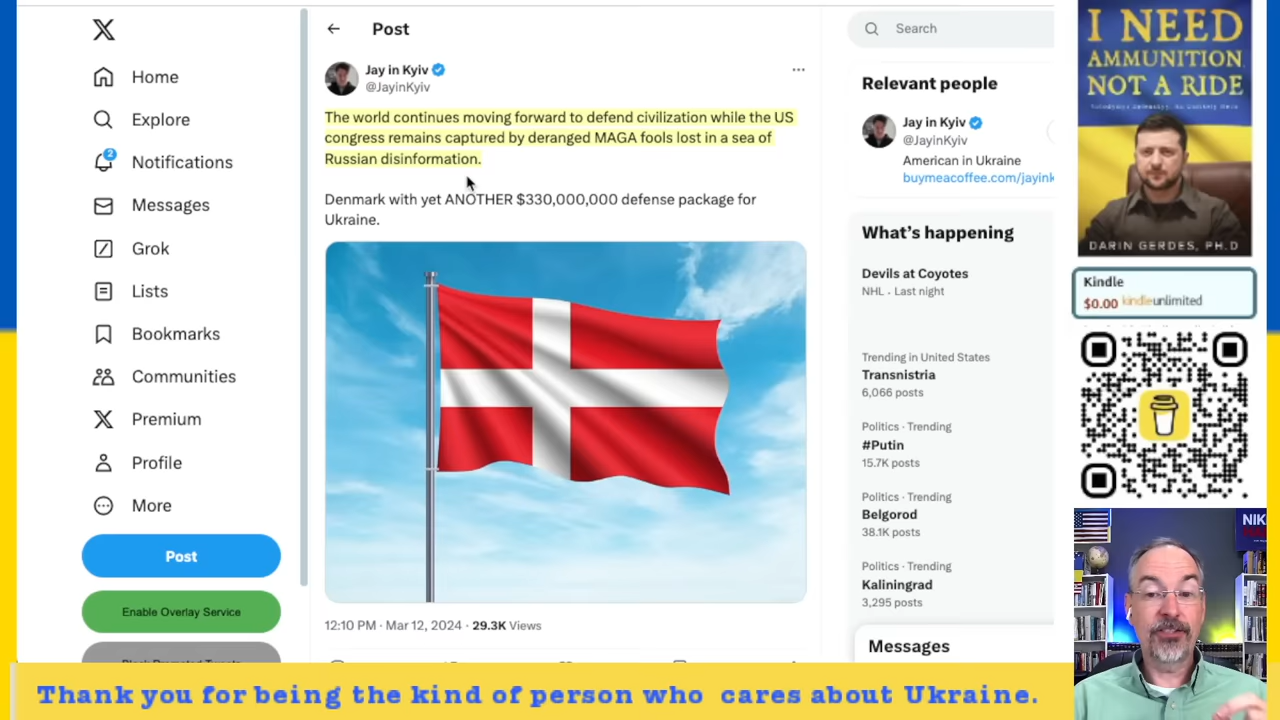 Home
Explore
2
Notifications
Messages
Grok
Lists
Bookmarks
Communities
Premium
Profile
More
Post
Enable Overlay Service
Post
Jay in Kyiv
@JayinKyiv
The world continues moving forward to defend civilization while the US
congress remains captured by deranged MAGA fools lost in a sea of
Russian disinformation.
Denmark with yet ANOTHER $330,000,000 defense package for
Ukraine.
12:10 PM · Mar 12, 2024 · 29.3K Views
Search
Relevant people
Jay in Kyiv
@JayinKyiv
American in Ukraine
buymeacoffee.com/jayink
What's happening
Devils at Coyotes
NHL · Last night
Trending in United States
Transnistria
6,066 posts
Politics · Trending
#Putin
15.7K posts
Politics · Trending
Belgorod
38.1K posts
Politics · Trending
Kaliningrad
3,295 posts
Messages
I NEED
AMMUNITION
NOT A RIDE
DARIN GERDES, PH.D
Kindle
$0.00 kindleunlimited
NIK
Thank you for being the kind of person who cares about Ukraine.